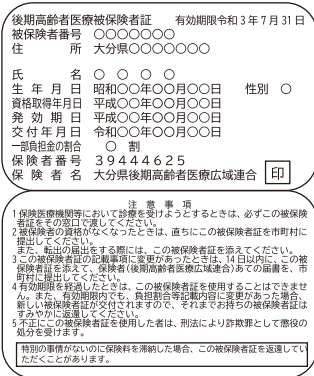 後期高齢者医療被保険者証 有効期限令和3年7月31日
被保険者番号 ○○○○○○○
住所 大分県○○○○○○○
氏名 ○ ○ ○ ○
生年月日 昭和○○年○○月○○日 性別 ○
資格取得年月日 平成○○年○○月○○日
発効期日 平成○○年○○月○○日
交付年月日 令和○○年○○月○○日
一部負担金の割合 ○ 割
保険者番号 39444625
保険者名 大分県後期高齢者医療広域連合 印
注意事項
1 保険医療機関等において診療を受けようとするときは、必ずこの被保険
者証をその窓口で渡してください。
2 被保険者の資格がなくなったときは、直ちにこの被保険者証を市町村に
提出してください。
また、転出の届出をする際には、この被保険者証を添えてください。
3 この被保険者証の記載事項に変更があったときは、14日以内に、この被
保険者証を添えて、保険者(後期高齢者医療広域連合)あての届書を、市
町村に提出してください。
4 有効期限を経過したときは、この被保険者証を使用することはできませ
ん。また、有効期限内でも、負担割合等記載内容に変更があった場合、
新しい被保険者証が交付されますので、それまでお持ちの被保険者証は
すみやかに返還してください。
5 不正にこの被保険者証を使用した者は、刑法により詐欺罪として懲役の
処分を受けます。
特別の事情がないのに保険料を滞納した場合、この被保険者証を返還してい
ただくことがあります。